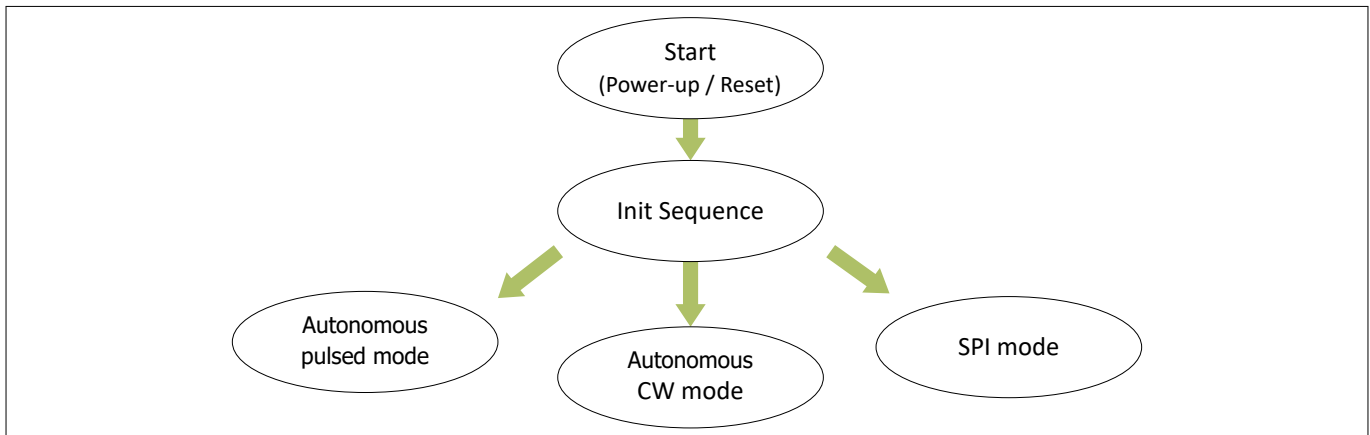 Start
(Power-up / Reset)
Init Sequence
Autonomous
pulsed mode
Autonomous
CW mode
SPI mode